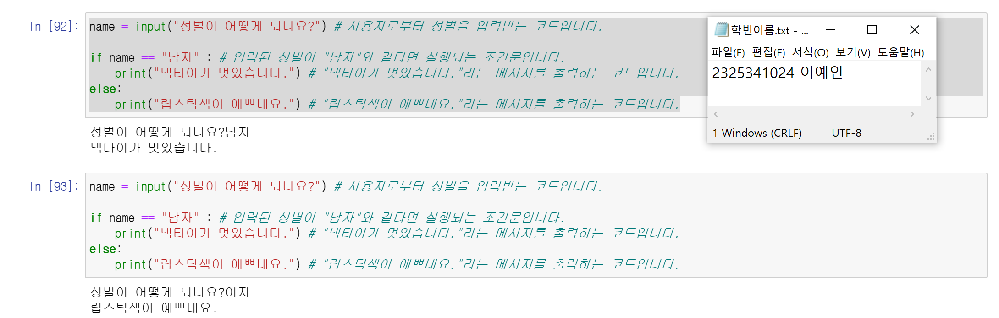 In [92]:
name = input("성별이 어떻게 되나요?") # 사용자로부터 성별을 입력받는 코드입니다.
if name == "남자" : # 입력된 성별이 "남자"와 같다면 실행되는 조건문입니다.
print("넥타이가 멋있습니다.") # "넥타이가 멋있습니다."라는 메시지를 출력하는 코드입니다.
else:
print("립스틱색이 예쁘네요.") # "립스틱색이 예쁘네요."라는 메시지를 출력하는 코드입니다.
성별이 어떻게 되나요?남자
넥타이가 멋있습니다.
학번이름.txt - ...
파일(F) 편집(E) 서식(O) 보기(V) 도움말(H)
2325341024 이예인
Windows (CRLF) UTF-8
In [93]:
name = input("성별이 어떻게 되나요?") # 사용자로부터 성별을 입력받는 코드입니다.
if name == "남자" : # 입력된 성별이 "남자"와 같다면 실행되는 조건문입니다.
print("넥타이가 멋있습니다.") # "넥타이가 멋있습니다."라는 메시지를 출력하는 코드입니다.
else:
print("립스틱색이 예쁘네요.") # "립스틱색이 예쁘네요."라는 메시지를 출력하는 코드입니다.
성별이 어떻게 되나요?여자
립스틱색이 예쁘네요.